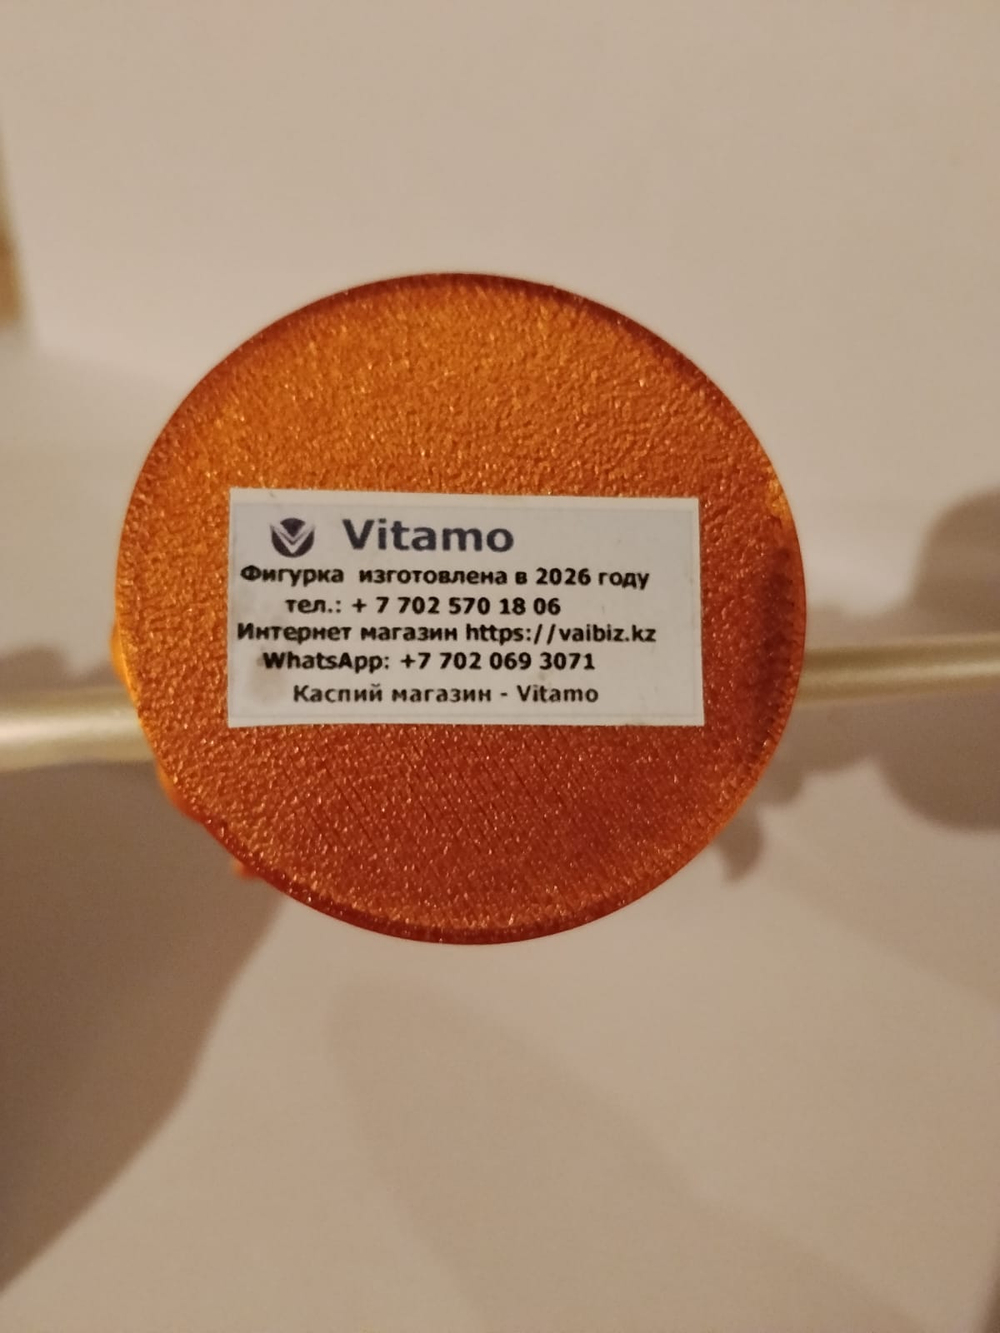 Vitamo
Фигурка изготовлена в 2026 году
тел.: + 7 702 570 18 06
Интернет магазин https://vaibiz.kz
WhatsApp: +7 702 069 3071
Каспий магазин - Vitamo